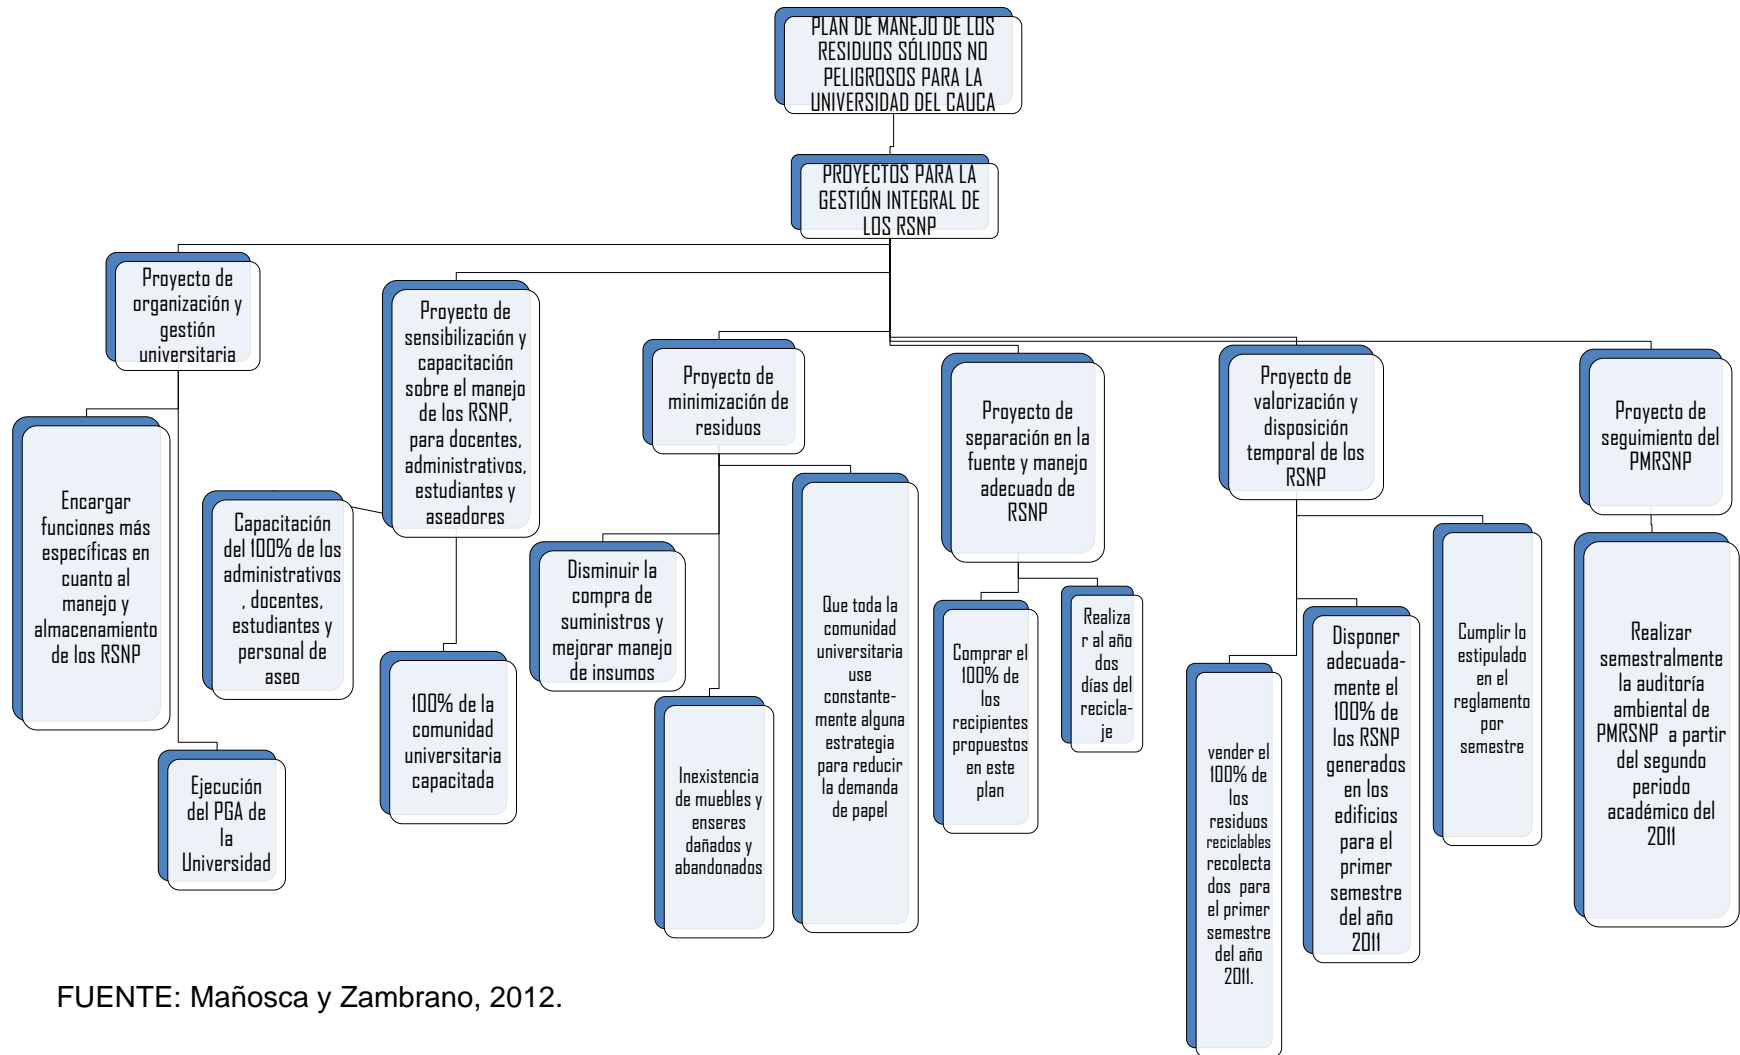 PLAN DE MANEJO DE LOS
RESIDUOS SÓLIDOS NO
PELIGROSOS PARA LA
UNIVERSIDAD DEL CAUCA
PROYECTOS PARA LA
GESTIÓN INTEGRAL DE
LOS RSNP
Proyecto de
organización y
gestión
universitaria
Encargar
funciones más
específicas en
cuanto al
manejo y
almacenamiento
de los RSNP
Ejecución
del PGA de
la
Universidad
Proyecto de
sensibilización y
capacitación
sobre el manejo
de los RSNP,
para docentes,
administrativos,
estudiantes y
aseadores
Capacitación
del 100% de los
administrativos
, docentes,
estudiantes y
personal de
aseo
100% de la
comunidad
universitaria
capacitada
Proyecto de
minimización de
residuos
Disminuir la
compra de
suministros y
mejorar manejo
de insumos
Inexistencia
de muebles y
enseres
dañados y
abandonados
Que toda la
comunidad
universitaria
use
constante-
mente alguna
estrategia
para reducir
la demanda
de papel
Proyecto de
separación en la
fuente y manejo
adecuado de
RSNP
Comprar el
100% de
los
recipientes
propuestos
en este
plan
Realiza
r al año
dos
días del
recicla-
je
Proyecto de
valorización y
disposición
temporal de los
RSNP
vender el
100% de
los
residuos
reciclables
recolecta
dos para
el primer
semestre
del año
2011.
Disponer
adecuada-
mente el
100% de
los RSNP
generados
en los
edificios
para el
primer
semestre
del año
2011
Cumplir lo
estipulado
en el
reglamento
por
semestre
Proyecto de
seguimiento del
PMRSNP
Realizar
semestralmente
la auditoría
ambiental de
PMRSNP a partir
del segundo
periodo
académico del
2011
FUENTE: Mañosca y Zambrano, 2012.